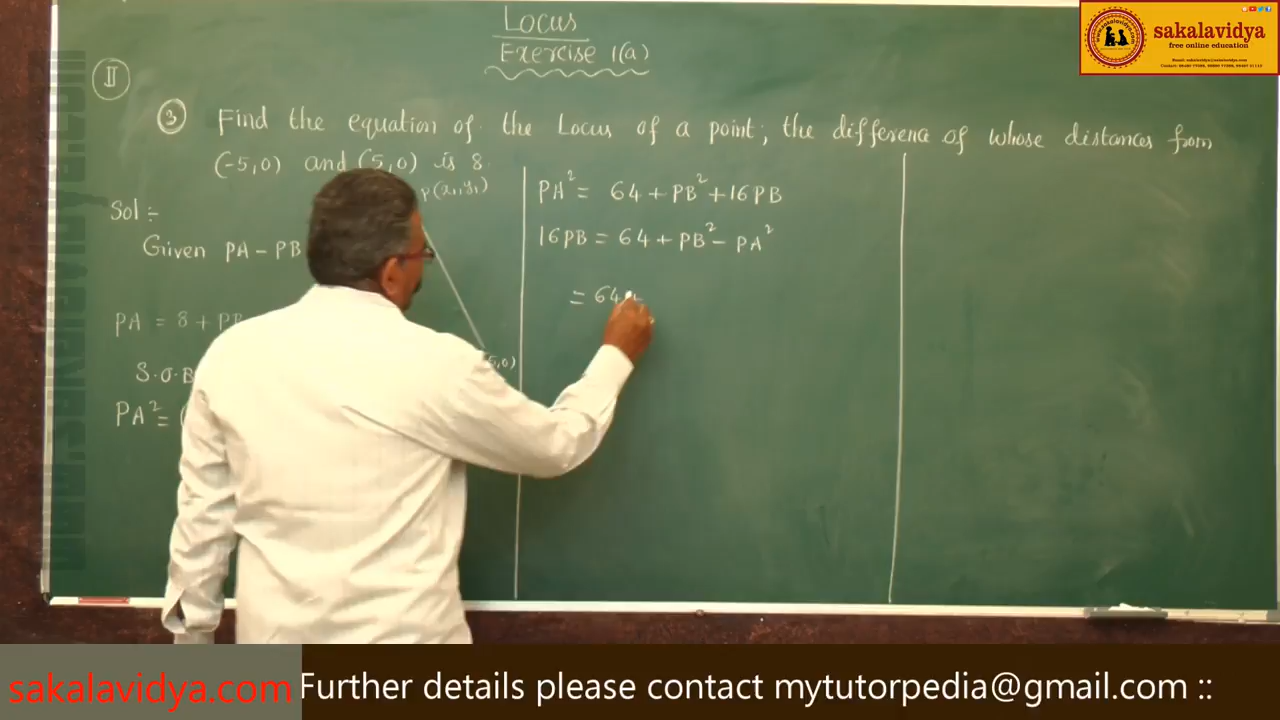 Locus
Exercise 1(a)
II
3 Find the equation of the Locus of a point, the difference of whose distances from
(-5,0) and (5,0) is 8.
P(x₁,y₁)
Sol :-
Given PA - PB
PA = 8 + PB
S.O.B
PA² = (
5,0)
PA² = 64 + PB² + 16PB
16PB = 64 + PB² - PA²
= 64
sakalavidya
free online education
sakalavidya.com
Further details please contact mytutorpedia@gmail.com ::